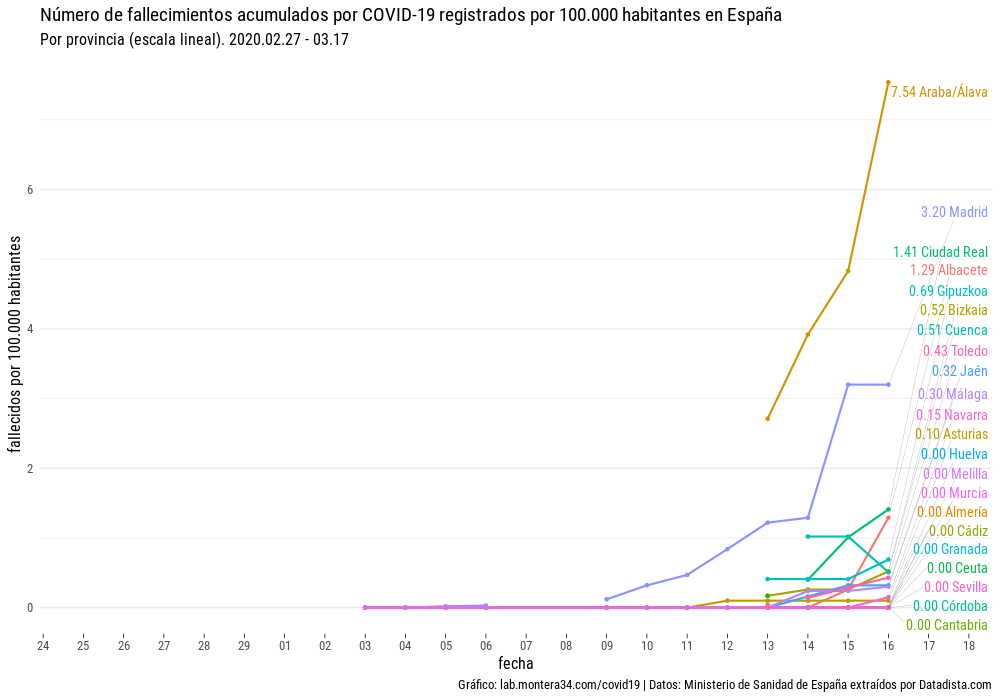 Número de fallecimientos acumulados por COVID-19 registrados por 100.000 habitantes en España
Por provincia (escala lineal). 2020.02.27 - 03.17
fallecidos por 100.000 habitantes
6
4
2
0
7.54 Araba/Álava
3.20 Madrid
1.41 Ciudad Real
1.29 Albacete
0.69 Gipuzkoa
0.52 Bizkaia
0.51 Cuenca
0.43 Toledo
0.32 Jaén
0.30 Málaga
0.15 Navarra
0.10 Asturias
0.00 Huelva
0.00 Melilla
0.00 Murcia
0.00 Almería
0.00 Cádiz
0.00 Granada
0.00 Ceuta
0.00 Sevilla
0.00 Córdoba
0.00 Cantabria
24 25 26 27 28 29 01 02 03 04 05 06 07 08 09 10 11 12 13 14 15 16 17 18
fecha
Gráfico: lab.montera34.com/covid19 | Datos: Ministerio de Sanidad de España extraídos por Datadista.com